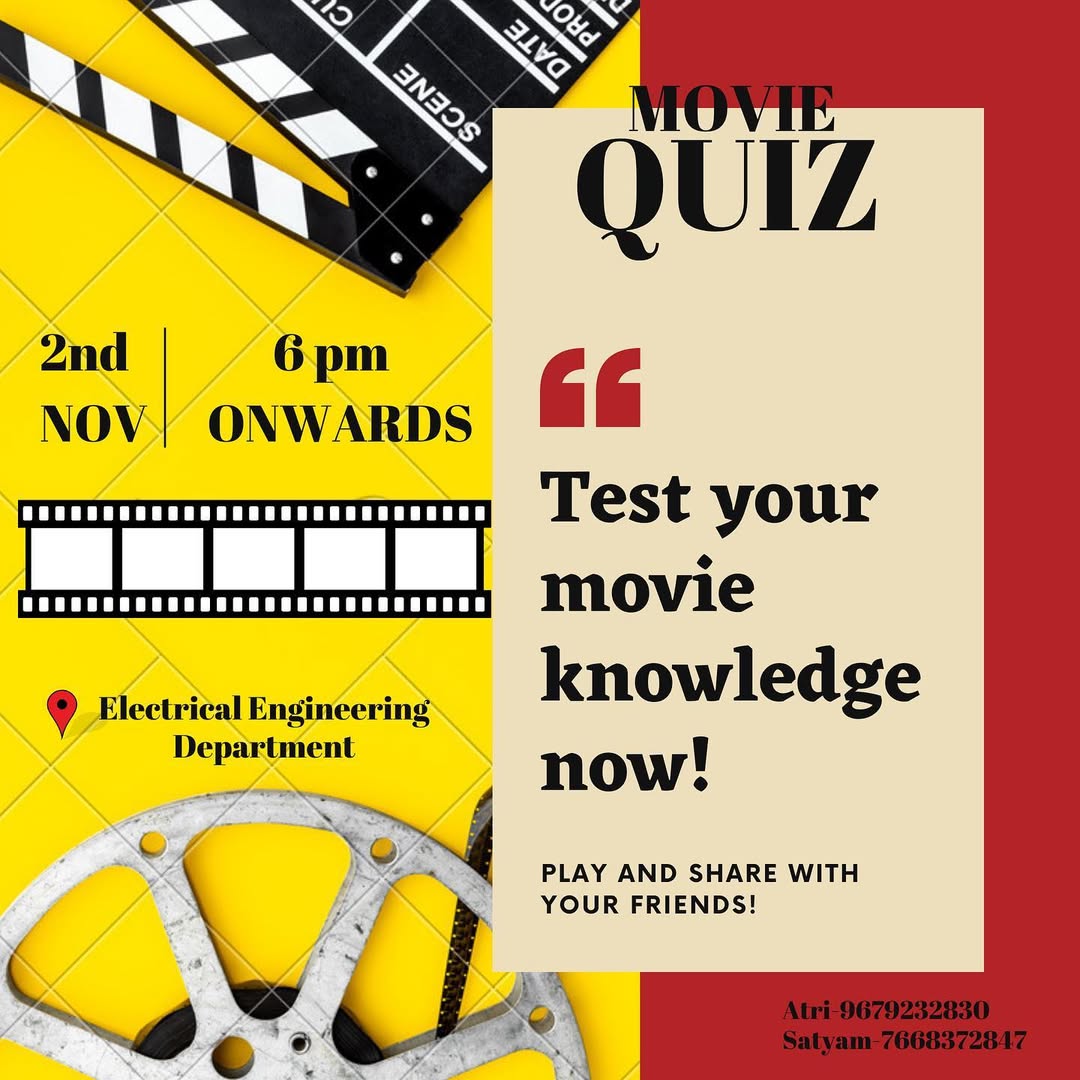 CU
PROD
DATE
SCENE
MOVIE
QUIZ
2nd
NOV
6 pm
ONWARDS
“
Test your
movie
knowledge
now!
Electrical Engineering
Department
PLAY AND SHARE WITH
YOUR FRIENDS!
Atri-9679232830
Satyam-7668372847